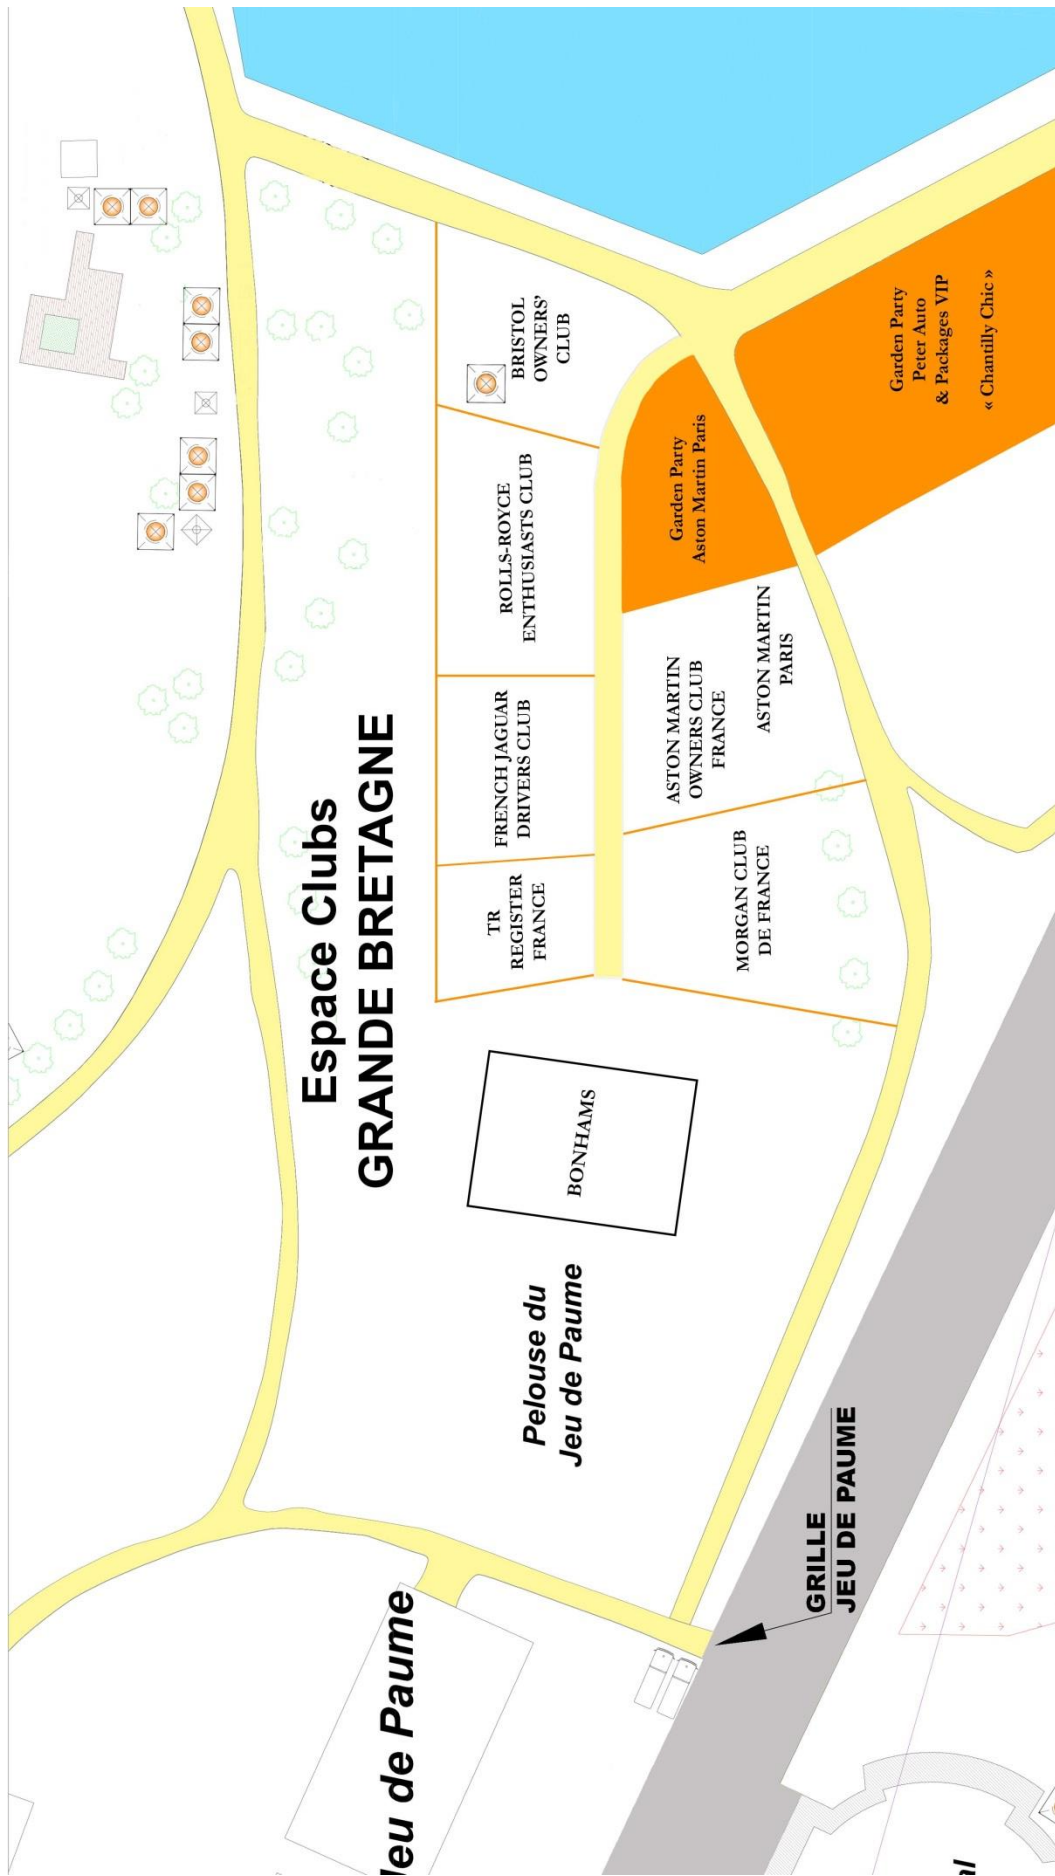 Espace Clubs
GRANDE BRETAGNE
TR
REGISTER
FRANCE
FRENCH JAGUAR
DRIVERS CLUB
ROLLS-ROYCE
ENTHUSIASTS CLUB
BRISTOL
OWNERS'
CLUB
BONHAMS
MORGAN CLUB
DE FRANCE
ASTON MARTIN
OWNERS CLUB
FRANCE
ASTON MARTIN
PARIS
Garden Party
Aston Martin Paris
Garden Party
Peter Auto
& Packages VIP
« Chantilly Chic »
Pelouse du
Jeu de Paume
Jeu de Paume
GRILLE
JEU DE PAUME